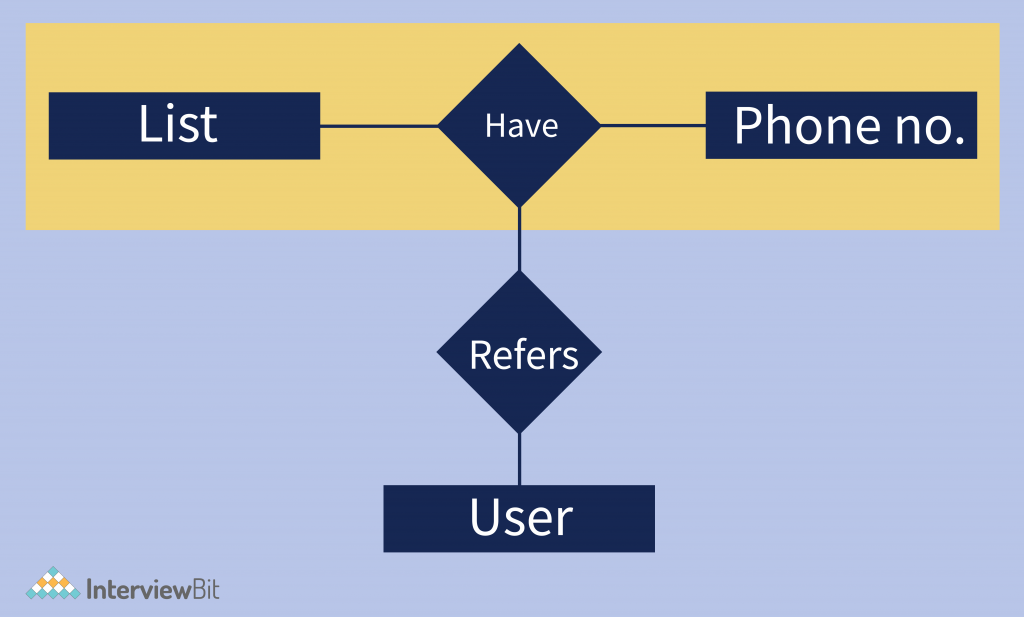 List
Have
Phone no.
Refers
User
InterviewBit